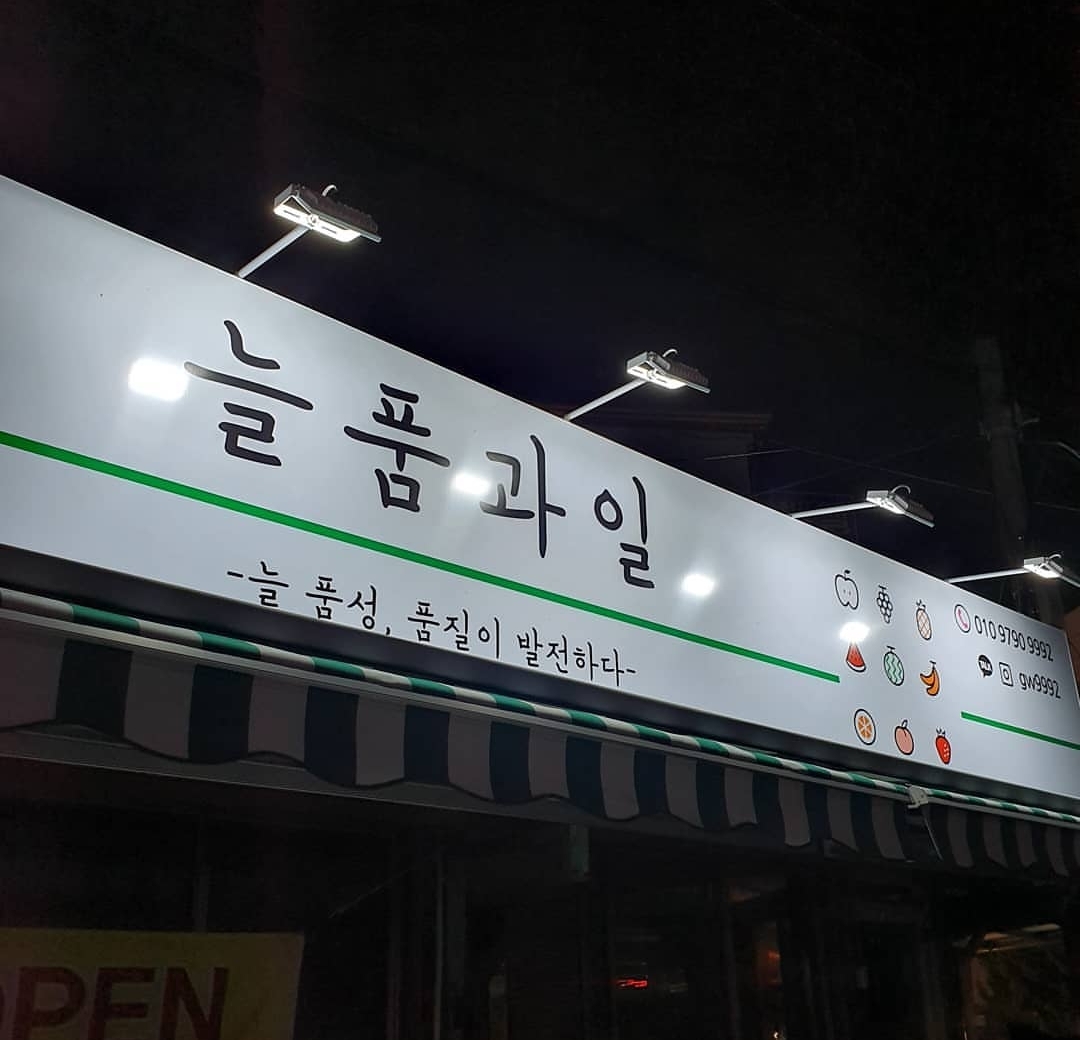 늘품과일
-늘 품성, 품질이 발전하다-
010 9790 9992
TALK gw9992
OPEN